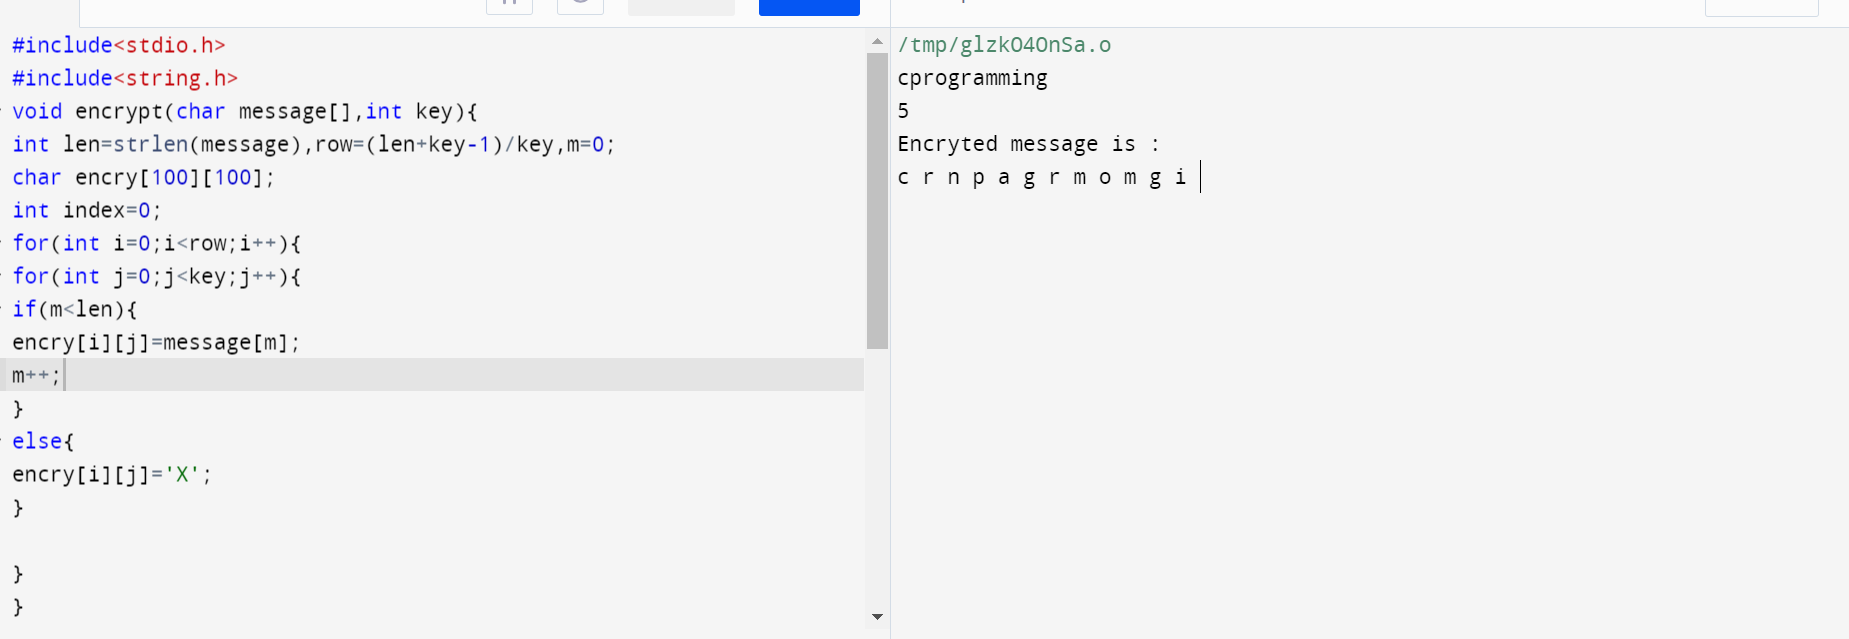 #include<stdio.h>
#include<string.h>
void encrypt(char message[],int key){
int len=strlen(message),row=(len+key-1)/key,m=0;
char encry[100][100];
int index=0;
for(int i=0;i<row;i++){
for(int j=0;j<key;j++){
if(m<len){
encry[i][j]=message[m];
m++;
}
else{
encry[i][j]='X';
}
}
}
/tmp/glzkO4OnSa.o
cprogramming
5
Encryted message is :
c r n p a g r m o m g i